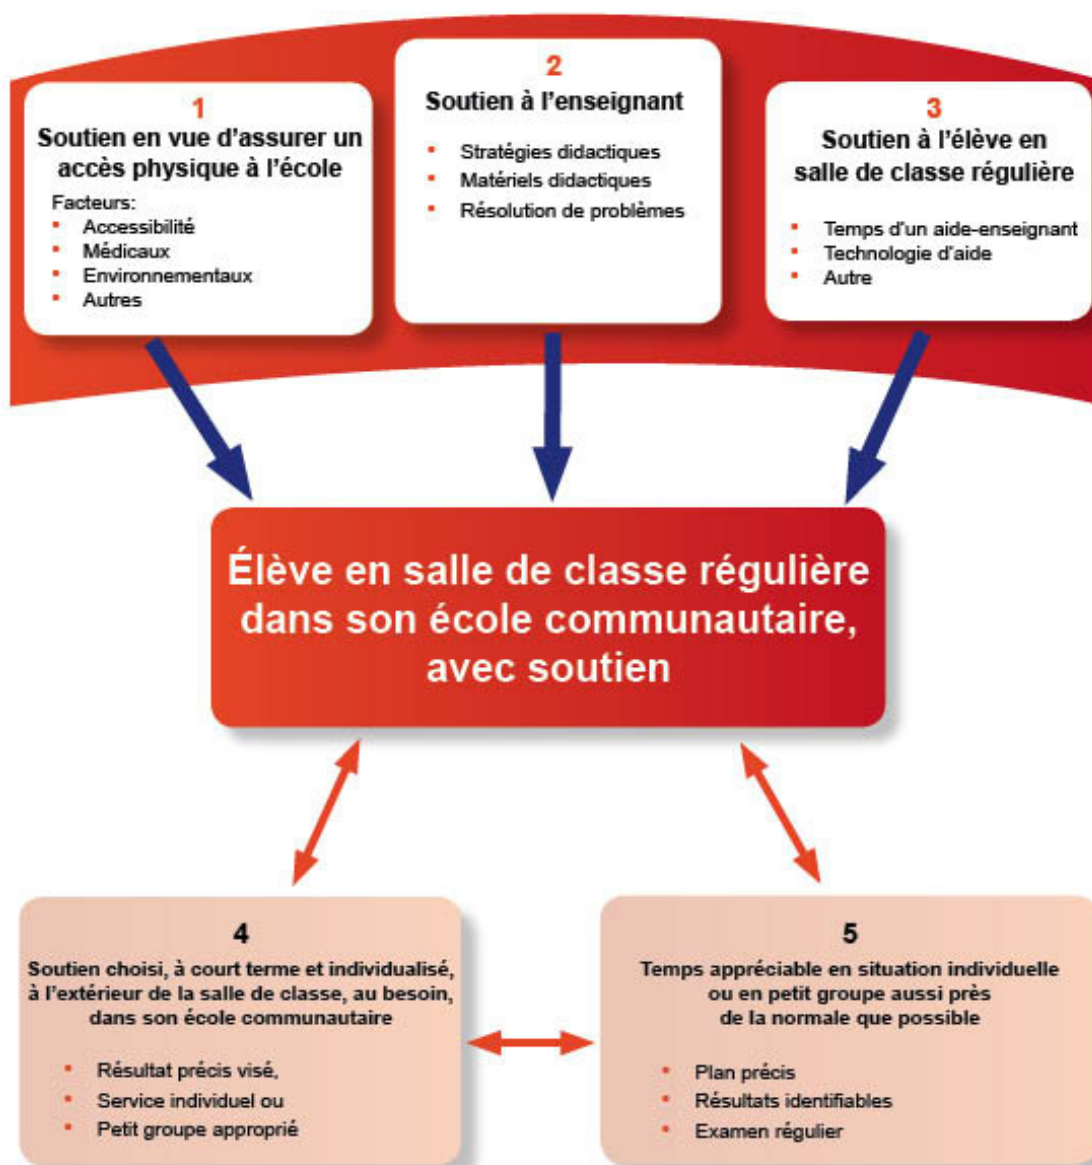 1
Soutien en vue d'assurer un
accès physique à l'école
Facteurs:
▪ Accessibilité
▪ Médicaux
▪ Environnementaux
▪ Autres
2
Soutien à l'enseignant
▪ Stratégies didactiques
▪ Matériels didactiques
▪ Résolution de problèmes
3
Soutien à l'élève en
salle de classe régulière
▪ Temps d'un aide-enseignant
▪ Technologie d'aide
▪ Autre
Élève en salle de classe régulière
dans son école communautaire,
avec soutien
4
Soutien choisi, à court terme et individualisé,
à l'extérieur de la salle de classe, au besoin,
dans son école communautaire
▪ Résultat précis visé,
▪ Service individuel ou
▪ Petit groupe approprié
5
Temps appréciable en situation individuelle
ou en petit groupe aussi près
de la normale que possible
▪ Plan précis
▪ Résultats identifiables
▪ Examen régulier